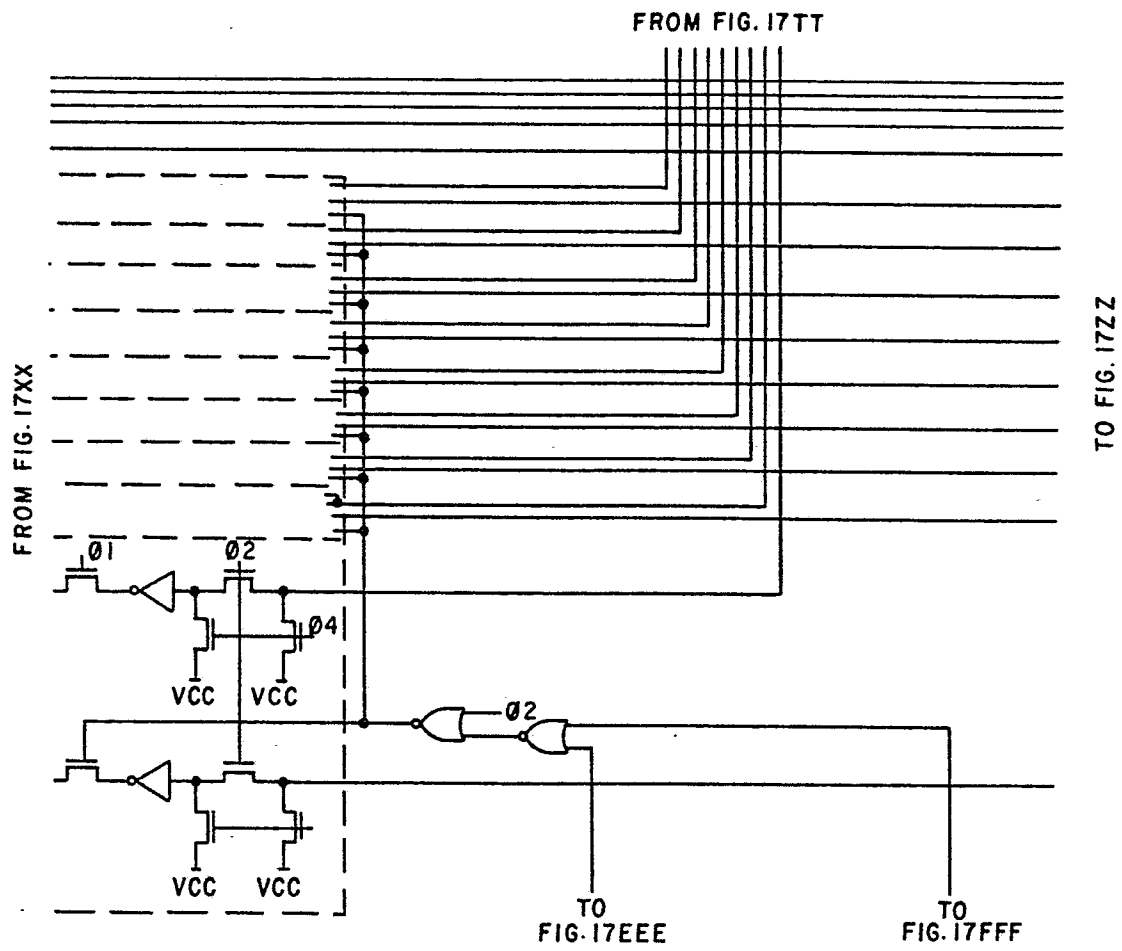 FROM FIG. 17TT
FROM FIG. 17XX
TO FIG. 17ZZ
Ø1
Ø2
Ø4
VCC
VCC
Ø2
VCC
VCC
TO
FIG. 17EEE
TO
FIG. 17FFF